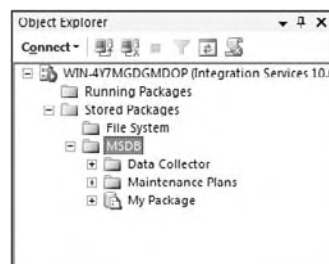 Object Explorer
Connect
WIN-4Y7MGDGMDOP (Integration Services 10.
Running Packages
Stored Packages
File System
MSDB
Data Collector
Maintenance Plans
My Package